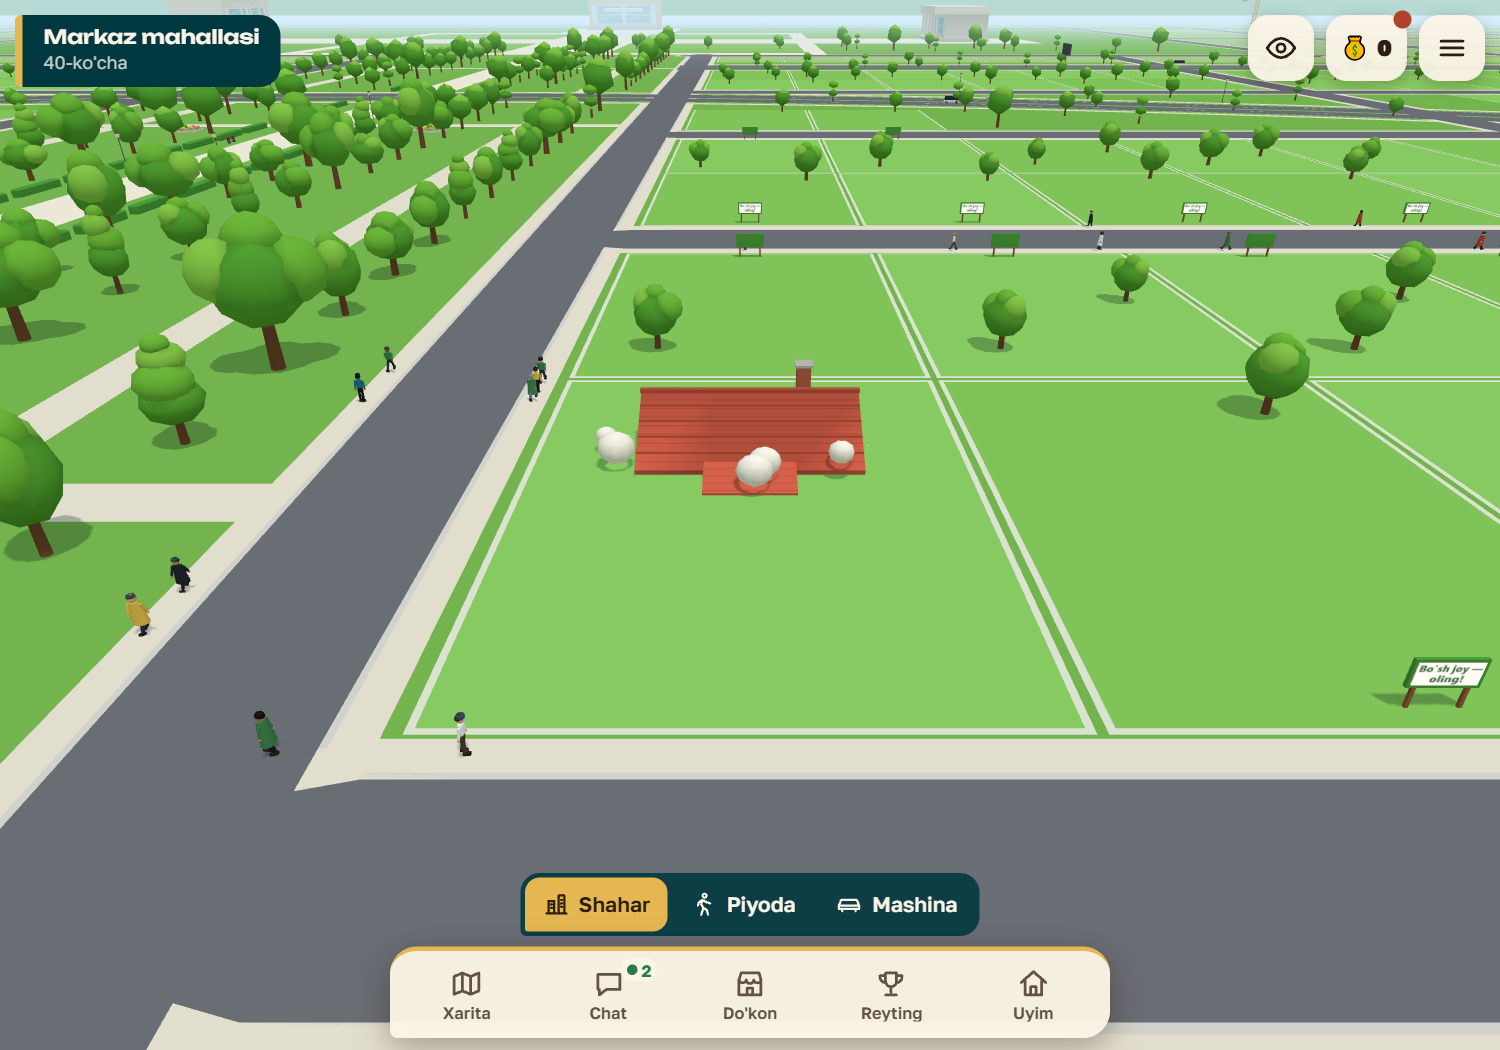 Markaz mahallasi
40-ko'cha
0
Bo'sh joy —
oling!
Shahar
Piyoda
Mashina
2
Xarita
Chat
Do'kon
Reyting
Uyim